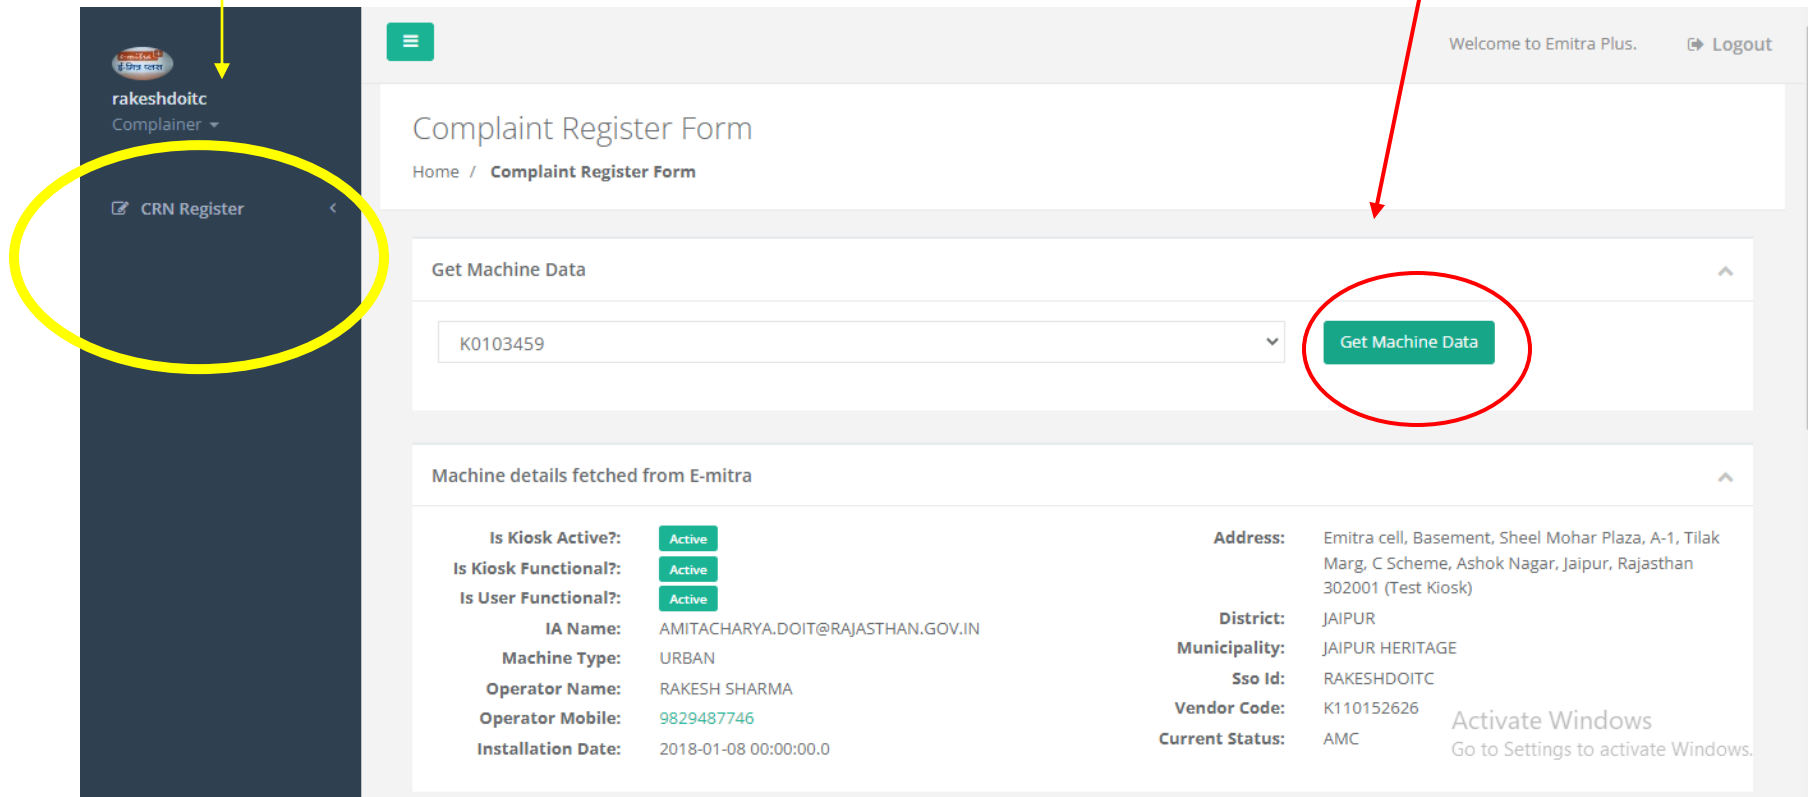 ई-मित्र प्लस
rakeshdoitc
Complainer
CRN Register
Welcome to Emitra Plus.
Logout
Complaint Register Form
Home / Complaint Register Form
Get Machine Data
K0103459
Get Machine Data
Machine details fetched from E-mitra
Is Kiosk Active?: Active
Is Kiosk Functional?: Active
Is User Functional?: Active
IA Name: AMITACHARYA.DOIT@RAJASTHAN.GOV.IN
Machine Type: URBAN
Operator Name: RAKESH SHARMA
Operator Mobile: 9829487746
Installation Date: 2018-01-08 00:00:00.0
Address: Emitra cell, Basement, Sheel Mohar Plaza, A-1, Tilak
Marg, C Scheme, Ashok Nagar, Jaipur, Rajasthan
302001 (Test Kiosk)
District: JAIPUR
Municipality: JAIPUR HERITAGE
Sso Id: RAKESHDOITC
Vendor Code: K110152626
Current Status: AMC
Activate Windows
Go to Settings to activate Windows.